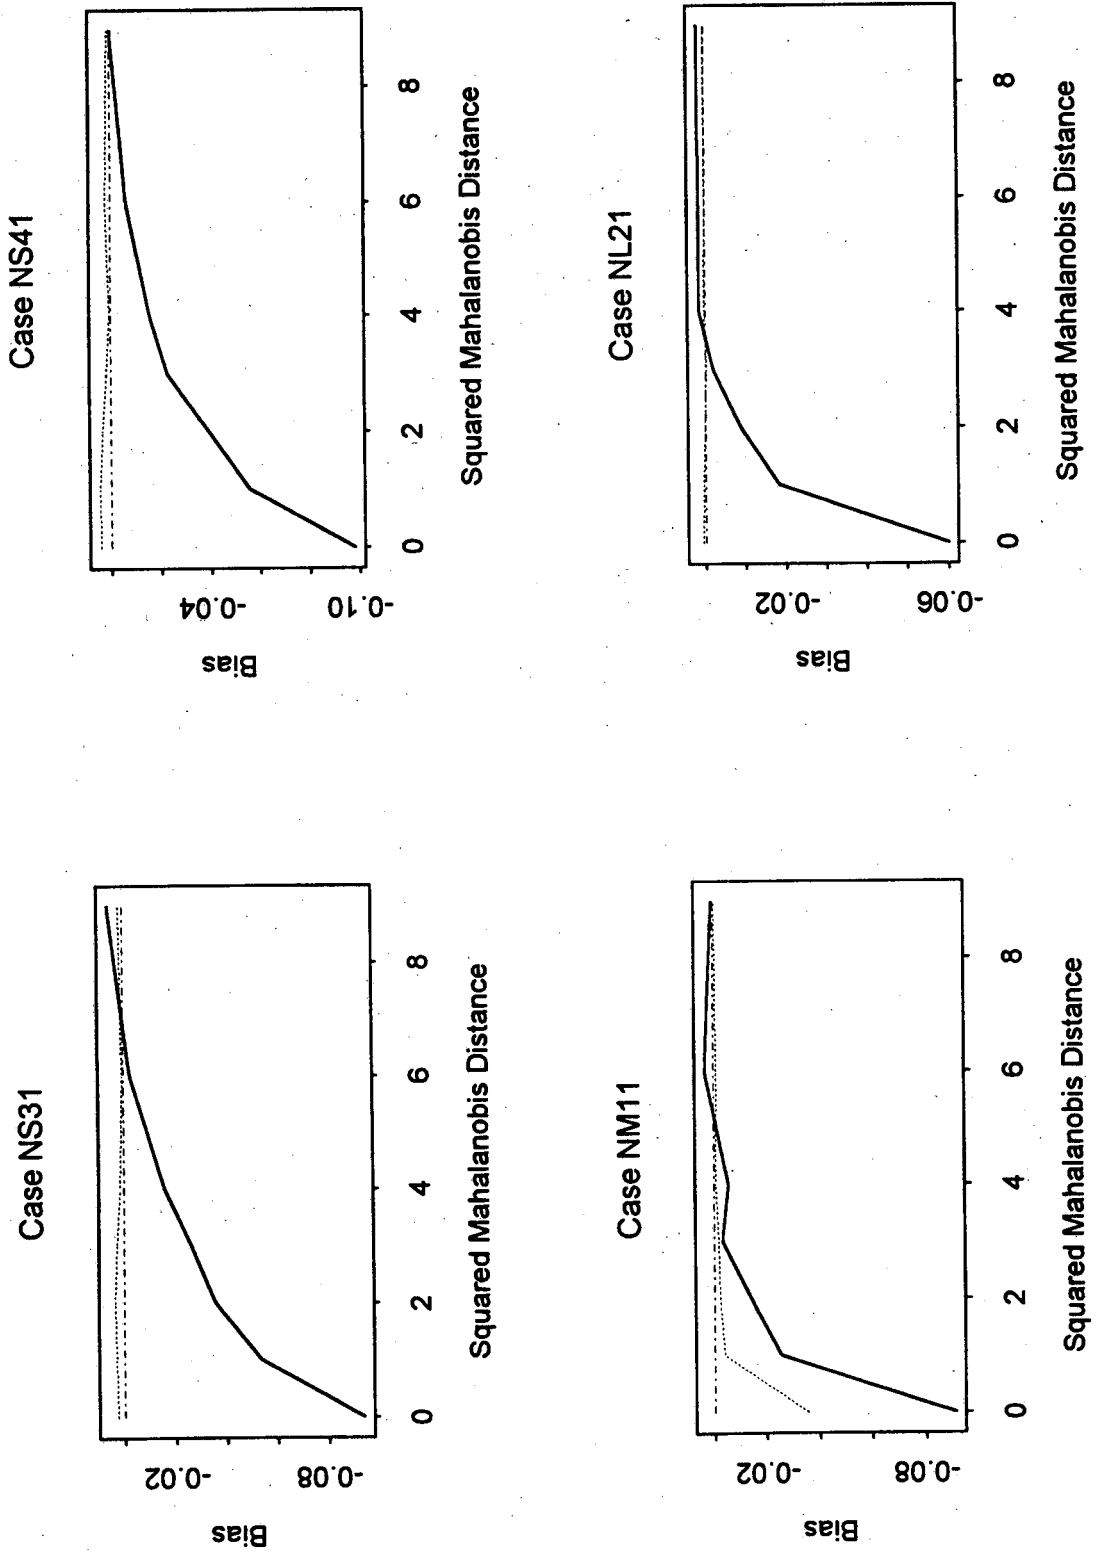 Case NS31
Bias
-0.02
-0.08
0 2 4 6 8
Squared Mahalanobis Distance
Case NS41
Bias
-0.04
-0.10
0 2 4 6 8
Squared Mahalanobis Distance
Case NM11
Bias
-0.02
-0.08
0 2 4 6 8
Squared Mahalanobis Distance
Case NL21
Bias
-0.02
-0.06
0 2 4 6 8
Squared Mahalanobis Distance